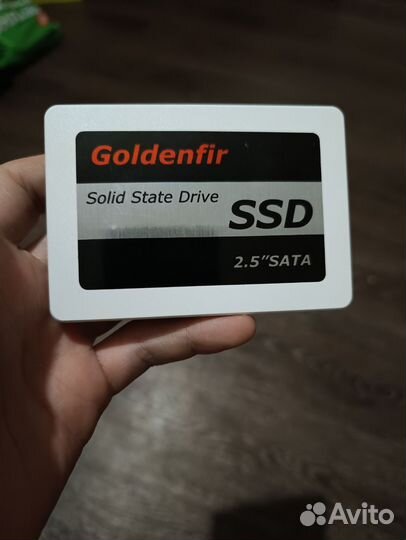 Goldenfir
Solid State Drive
SSD
2.5"SATA
Avito